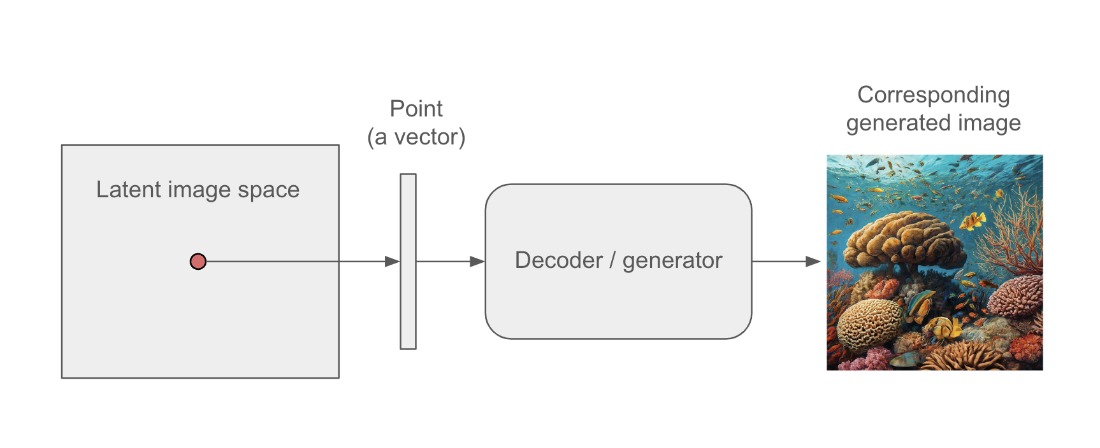 Latent image space
Point
(a vector)
Decoder / generator
Corresponding
generated image